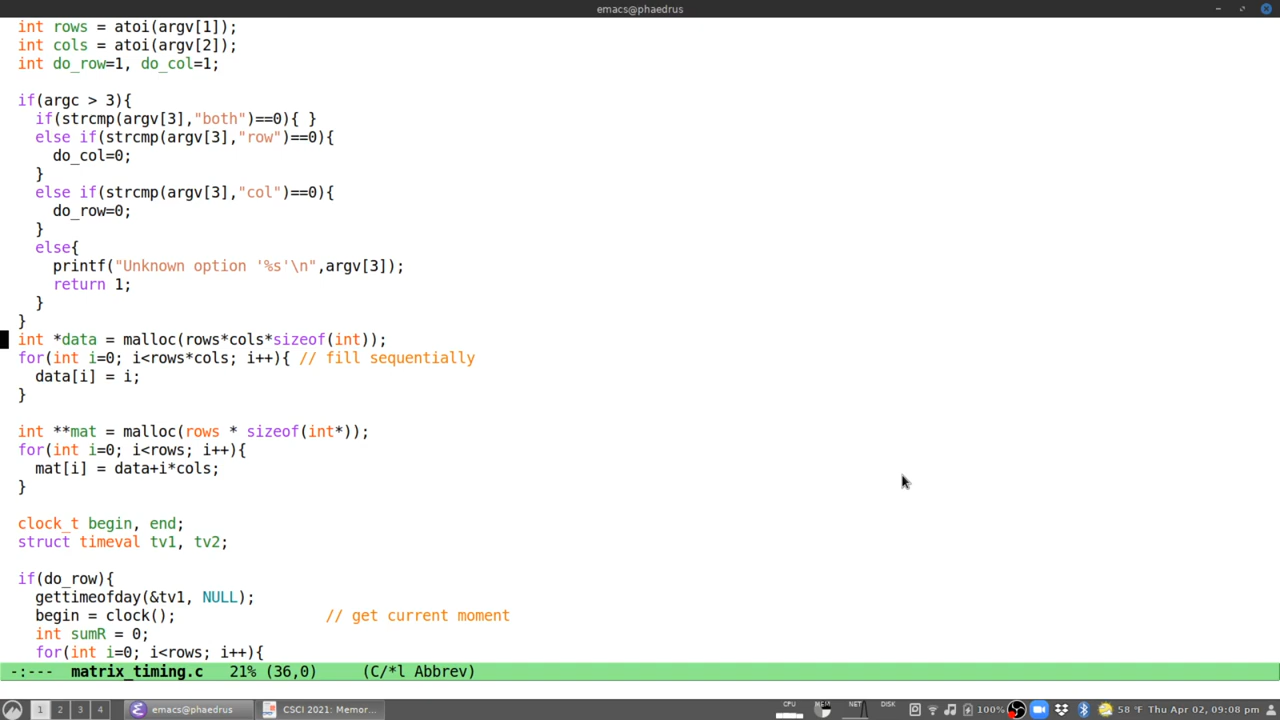 emacs@phaedrus
int rows = atoi(argv[1]);
int cols = atoi(argv[2]);
int do_row=1, do_col=1;
if(argc > 3){
if(strcmp(argv[3],"both")==0){ }
else if(strcmp(argv[3],"row")==0){
do_col=0;
}
else if(strcmp(argv[3],"col")==0){
do_row=0;
}
else{
printf("Unknown option '%s'\n",argv[3]);
return 1;
}
}
int *data = malloc(rows*cols*sizeof(int));
for(int i=0; i<rows*cols; i++){ // fill sequentially
data[i] = i;
}
int **mat = malloc(rows * sizeof(int*));
for(int i=0; i<rows; i++){
mat[i] = data+i*cols;
}
clock_t begin, end;
struct timeval tv1, tv2;
if(do_row){
gettimeofday(&tv1, NULL);
begin = clock(); // get current moment
int sumR = 0;
for(int i=0; i<rows; i++){
-:--- matrix_timing.c 21% (36,0) (C/*l Abbrev)
1 2 3 4 emacs@phaedrus CSCI 2021: Memor... CPU MEM NET DISK 100% 58 °F Thu Apr 02, 09:08 pm